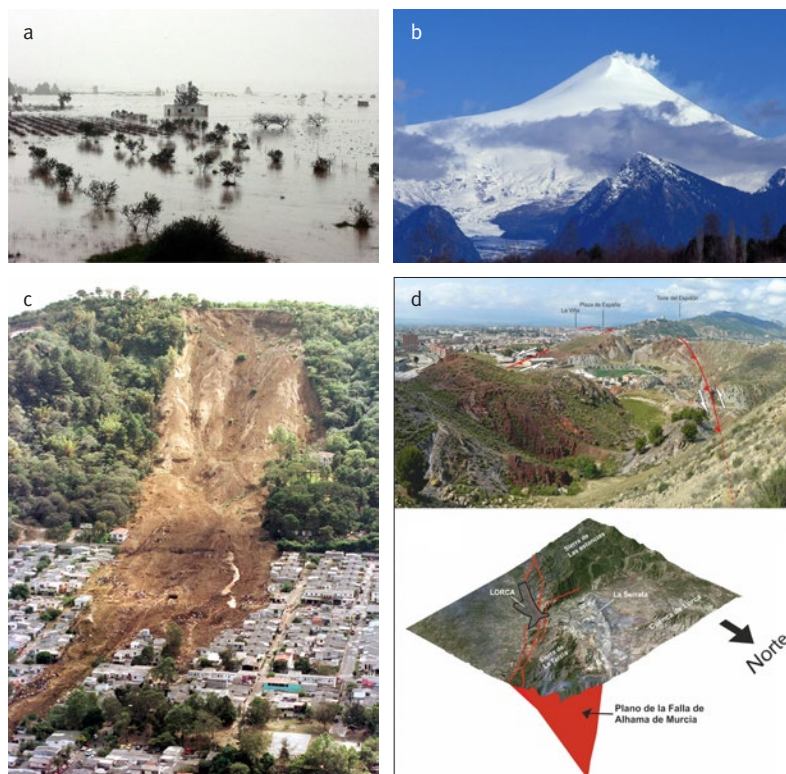 a
b
c
d
La Viña
Plaza de España
Torre del Espolón
Sierra de
Las estancias
LORCA
La Serrata
Norte
Plano de la Falla de
Alhama de Murcia